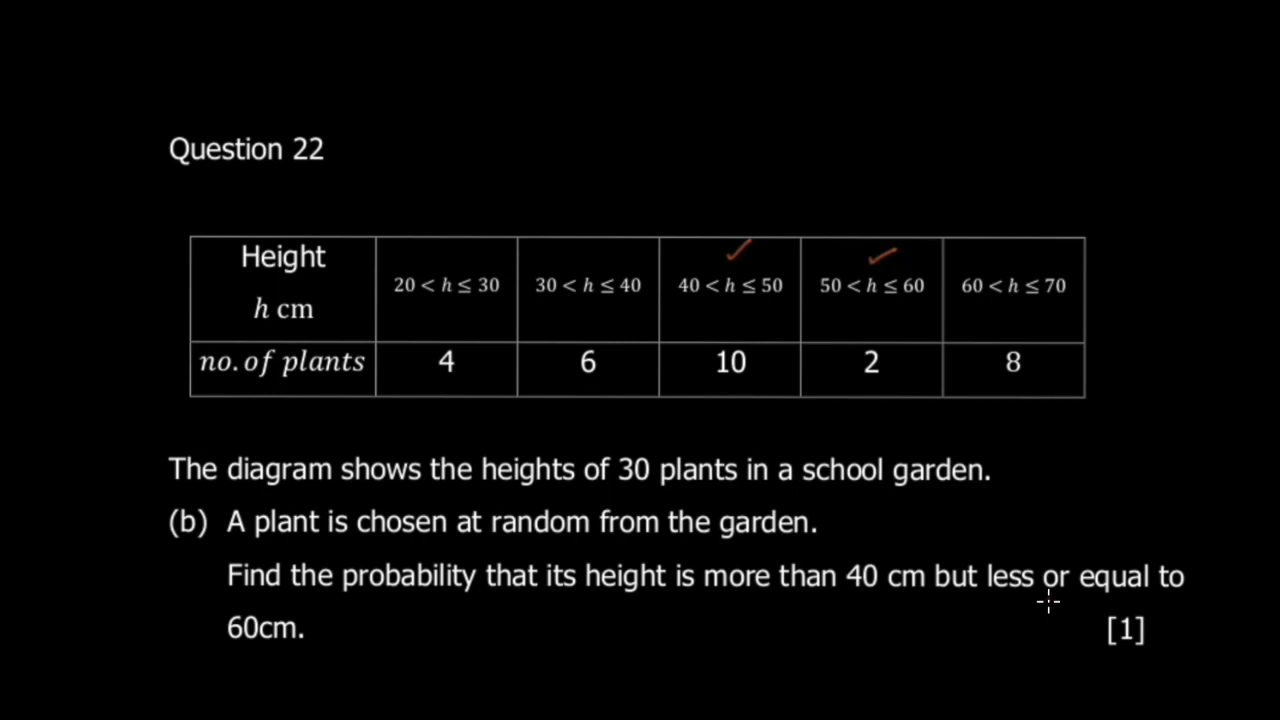 Question 22
Height
h cm
20 < h ≤ 30
30 < h ≤ 40
40 < h ≤ 50
50 < h ≤ 60
60 < h ≤ 70
no. of plants
4
6
10
2
8
The diagram shows the heights of 30 plants in a school garden.
(b) A plant is chosen at random from the garden.
Find the probability that its height is more than 40 cm but less or equal to
60cm. [1]